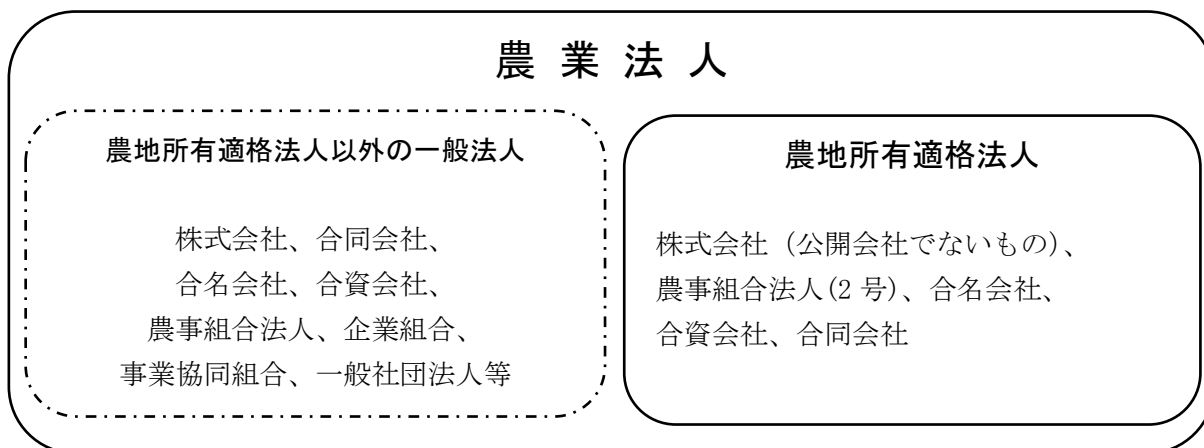 農 業 法 人
農地所有適格法人以外の一般法人
株式会社、合同会社、
合名会社、合資会社、
農事組合法人、企業組合、
事業協同組合、一般社団法人等
農地所有適格法人
株式会社（公開会社でないもの）、
農事組合法人(2 号)、合名会社、
合資会社、合同会社